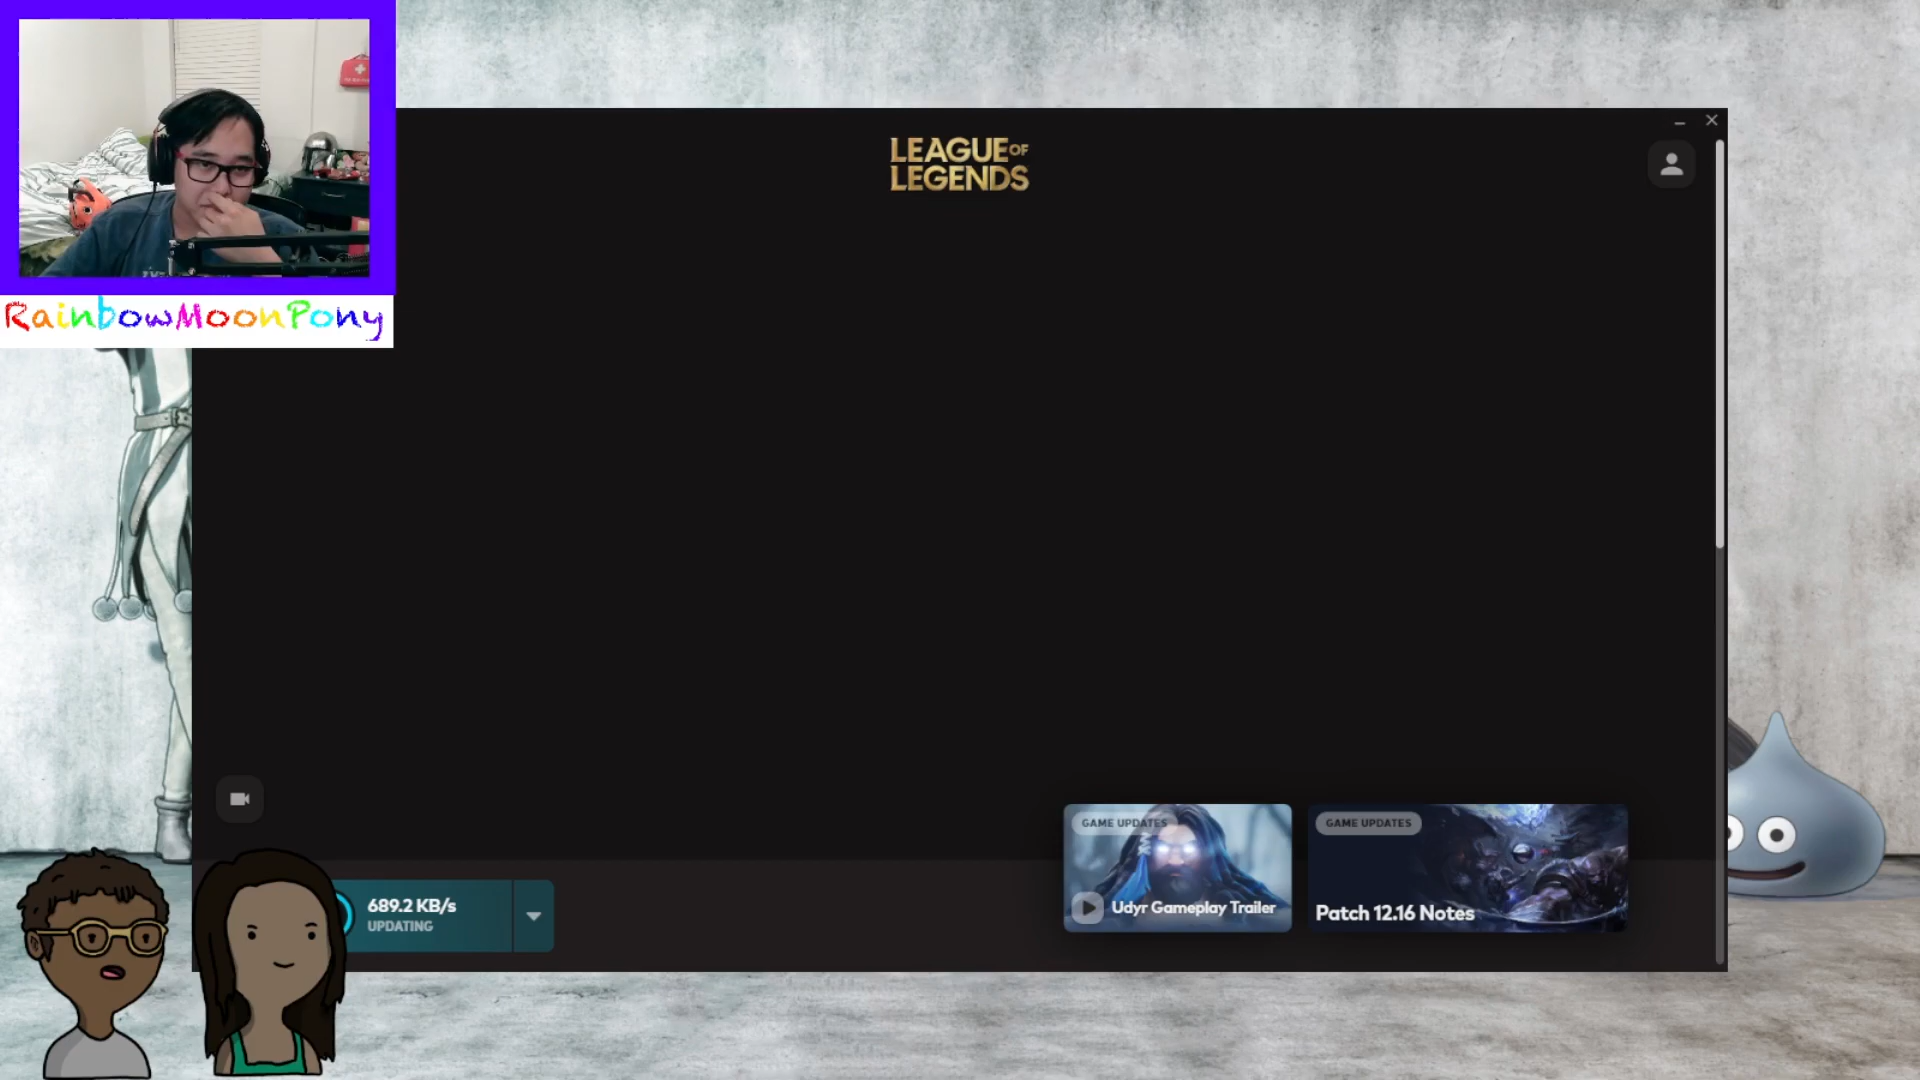 RainbowMoonPony
LEAGUE OF
LEGENDS
689.2 KB/s
UPDATING
GAME UPDATES
Udyr Gameplay Trailer
GAME UPDATES
Patch 12.16 Notes